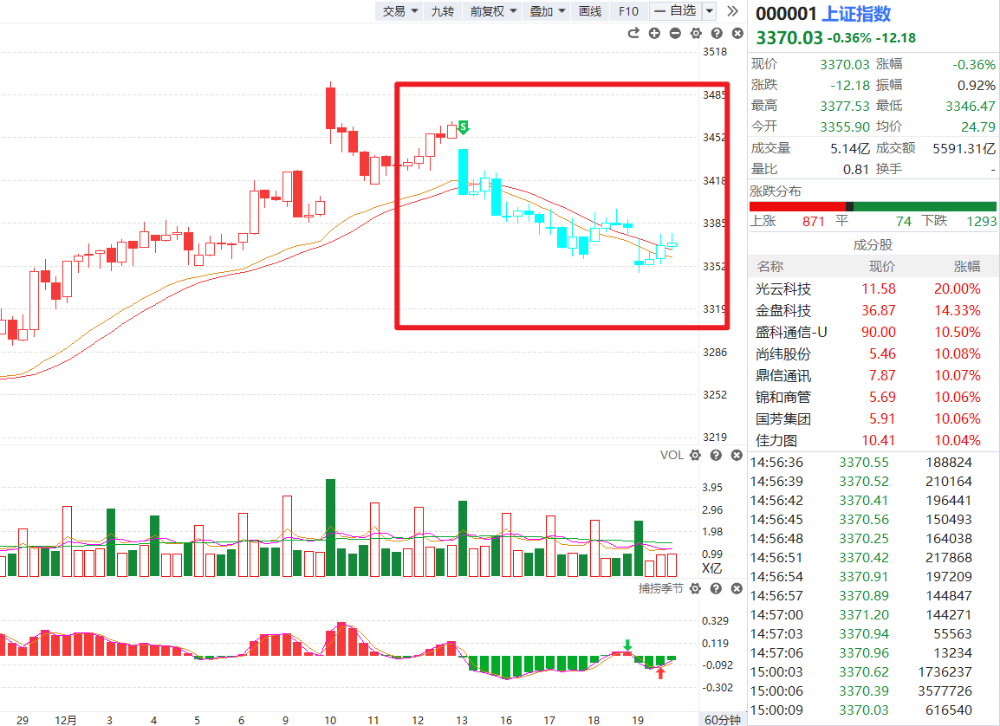 交易 九转 前复权 叠加 画线 F10 一 自选
000001 上证指数
3370.03 -0.36% -12.18
现价 3370.03 涨幅 -0.36%
涨跌 -12.18 振幅 0.92%
最高 3377.53 最低 3346.47
今开 3355.90 均价 24.79
成交量 5.14亿 成交额 5591.31亿
量比 0.81 换手 -
涨跌分布
上涨 871 平 74 下跌 1293
成分股
名称 现价 涨幅
光云科技 11.58 20.00%
金盘科技 36.87 14.33%
盛科通信-U 90.00 10.50%
尚纬股份 5.46 10.08%
鼎信通讯 7.87 10.07%
锦和商管 5.69 10.06%
国芳集团 5.91 10.06%
佳力图 10.41 10.04%
14:56:36 3370.55 188824
14:56:39 3370.52 210164
14:56:42 3370.41 196441
14:56:45 3370.56 150493
14:56:48 3370.25 164038
14:56:51 3370.42 217868
14:56:54 3370.91 197209
14:56:57 3370.89 144847
14:57:00 3371.20 144271
14:57:03 3370.94 55563
14:57:06 3370.96 13234
15:00:03 3370.62 1736237
15:00:06 3370.39 3577726
15:00:09 3370.03 616540
3518
3485
3452
3418
3385
3352
3319
3286
3252
3219
S
VOL
3.95
2.96
1.98
0.99
X亿
捕捞季节
0.329
0.119
-0.092
-0.302
29 12月 3 4 5 6 9 10 11 12 13 16 17 18 19 60分钟